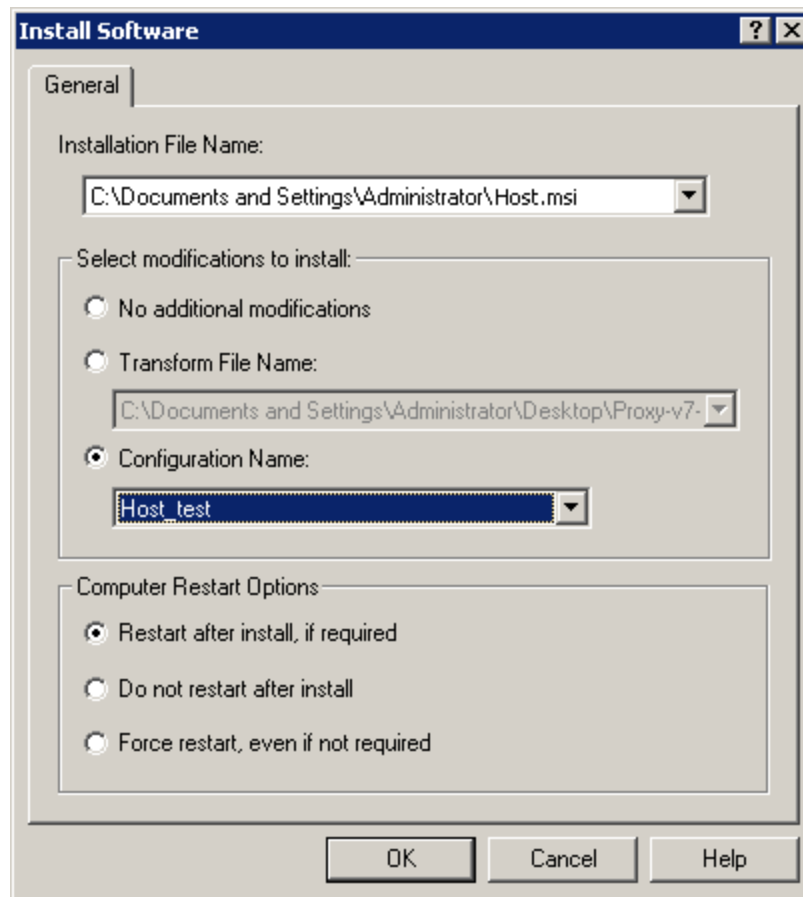 Install Software
General
Installation File Name:
C:\Documents and Settings\Administrator\Host.msi
Select modifications to install:
No additional modifications
Transform File Name:
C:\Documents and Settings\Administrator\Desktop\Proxy-v7-
Configuration Name:
Host_test
Computer Restart Options
Restart after install, if required
Do not restart after install
Force restart, even if not required
OK Cancel Help